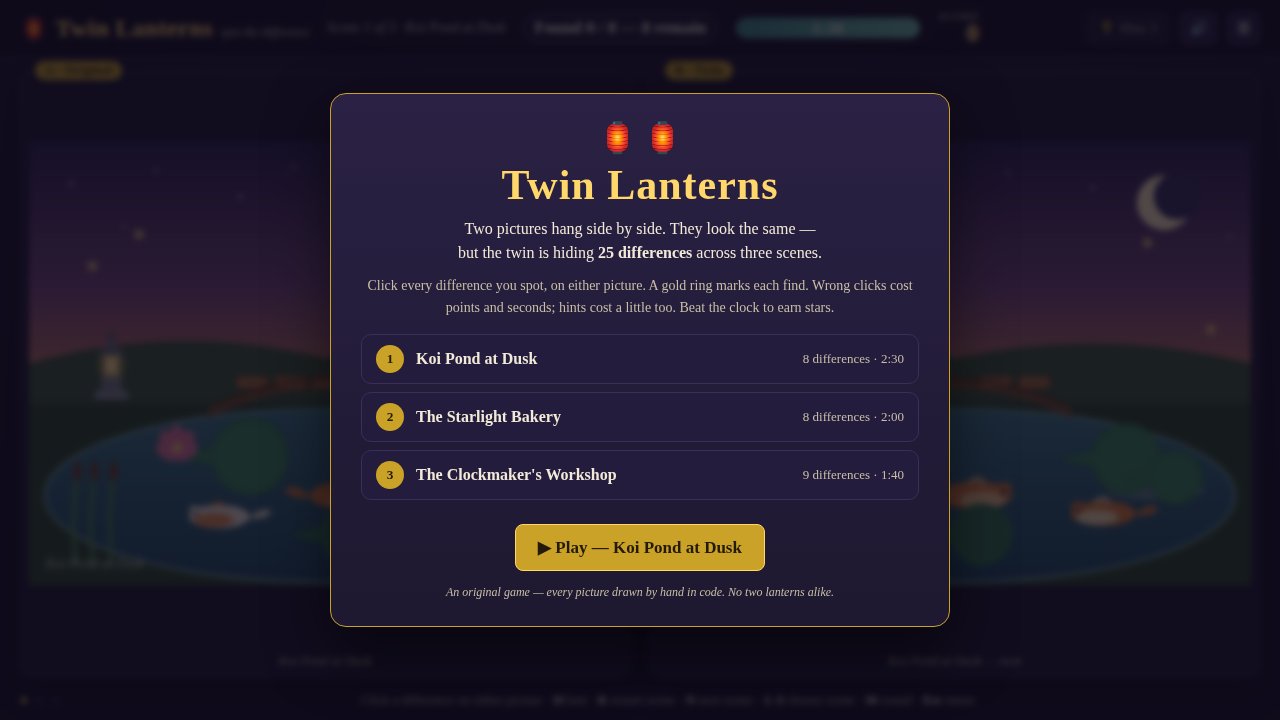 Twin Lanterns
Two pictures hang side by side. They look the same —
but the twin is hiding 25 differences across three scenes.
Click every difference you spot, on either picture. A gold ring marks each find. Wrong clicks cost
points and seconds; hints cost a little too. Beat the clock to earn stars.
1 Koi Pond at Dusk 8 differences · 2:30
2 The Starlight Bakery 8 differences · 2:00
3 The Clockmaker's Workshop 9 differences · 1:40
▶ Play — Koi Pond at Dusk
An original game — every picture drawn by hand in code. No two lanterns alike.